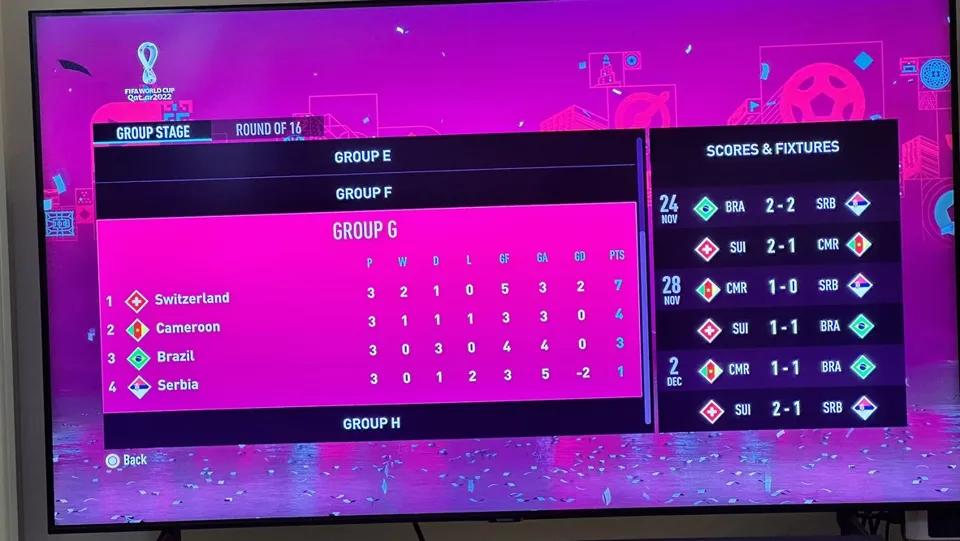 FIFA WORLD CUP
Qatar2022
GROUP STAGE ROUND OF 16
GROUP E
GROUP F
GROUP G
P W D L GF GA GD PTS
1 Switzerland 3 2 1 0 5 3 2 7
2 Cameroon 3 1 1 1 3 3 0 4
3 Brazil 3 0 3 0 4 4 0 3
4 Serbia 3 0 1 2 3 5 -2 1
GROUP H
Back
SCORES & FIXTURES
24 NOV BRA 2 - 2 SRB
SUI 2 - 1 CMR
28 NOV CMR 1 - 0 SRB
SUI 1 - 1 BRA
2 DEC CMR 1 - 1 BRA
SUI 2 - 1 SRB